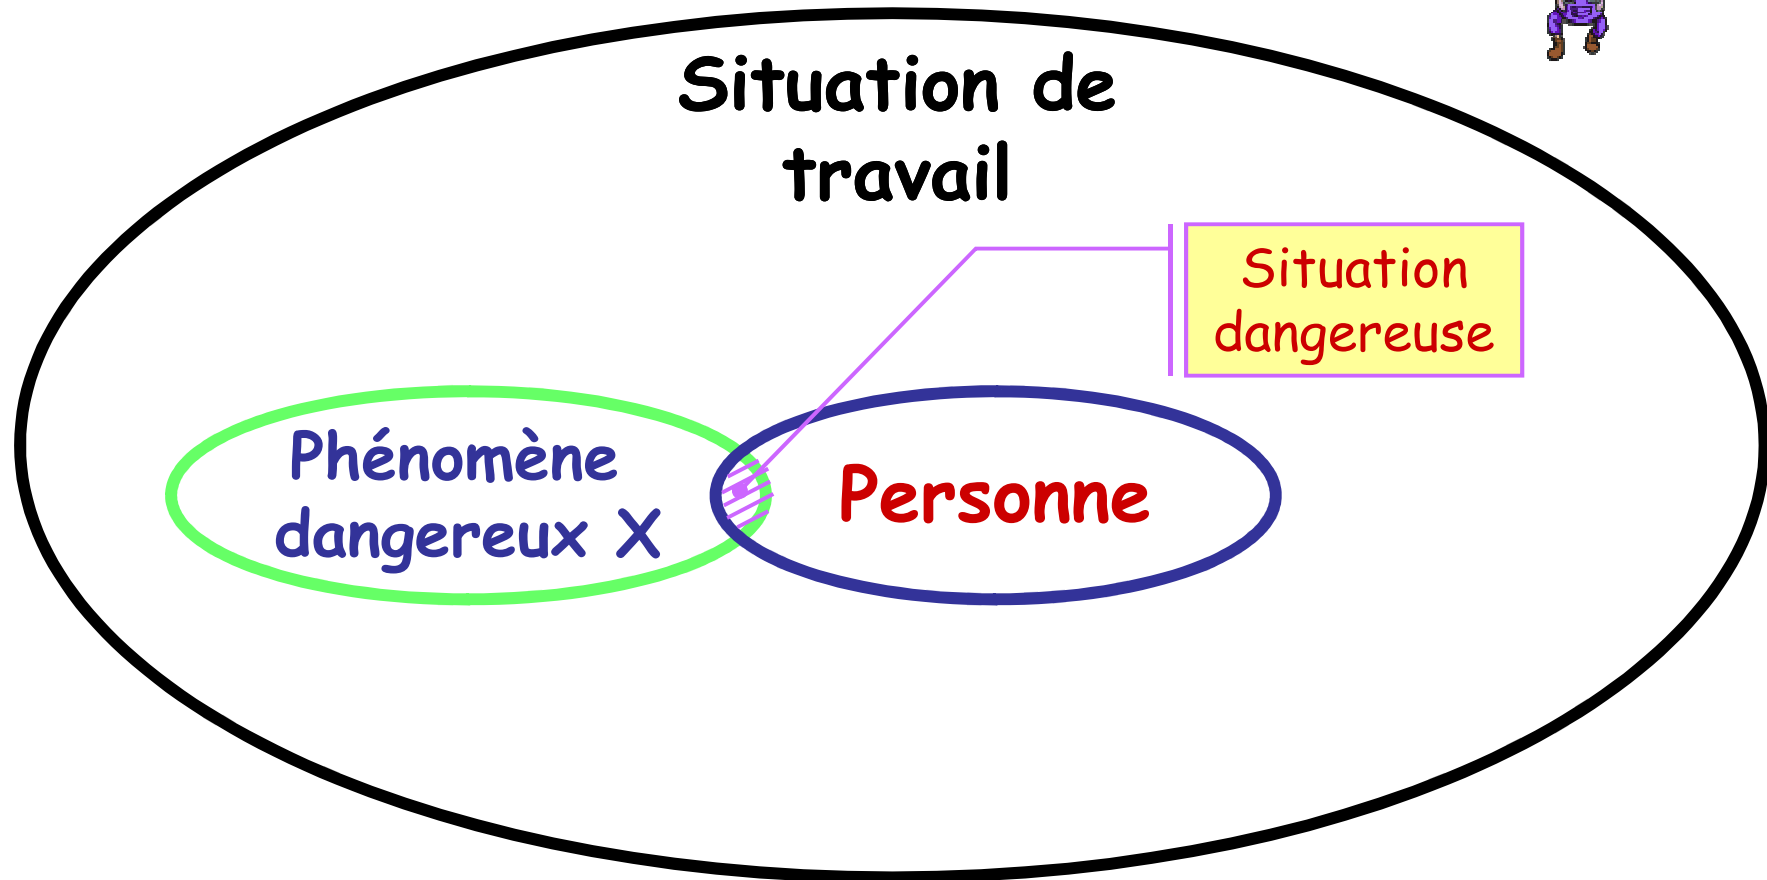 Situation de
travail
Situation
dangereuse
Phénomène
dangereux X
Personne